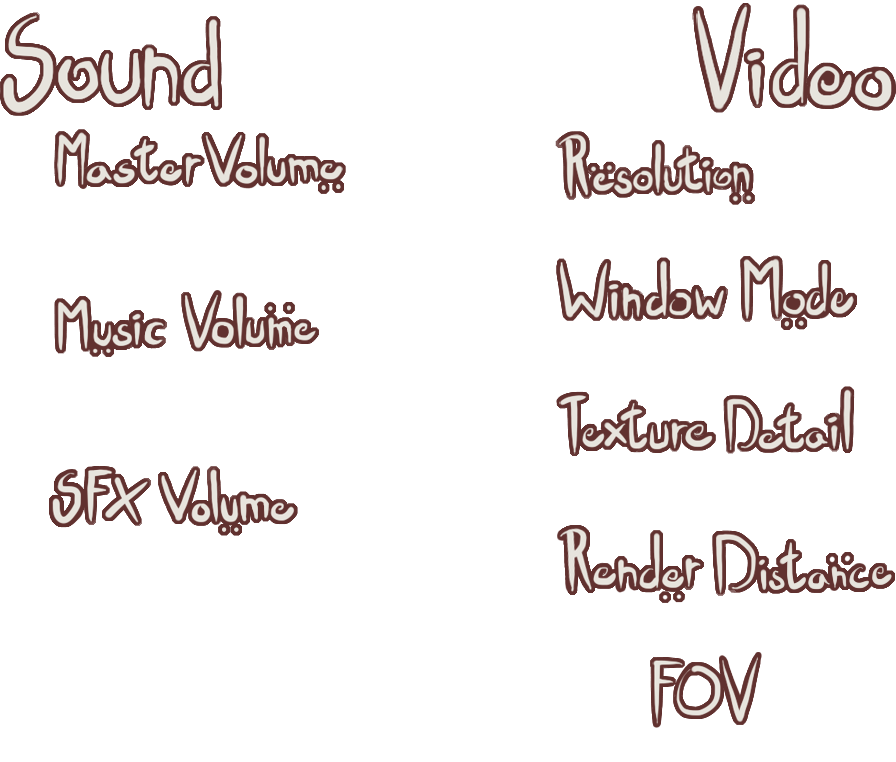 Sound
Master Volume
Music Volume
SFX Volume
Video
Resolution
Window Mode
Texture Detail
Render Distance
FOV